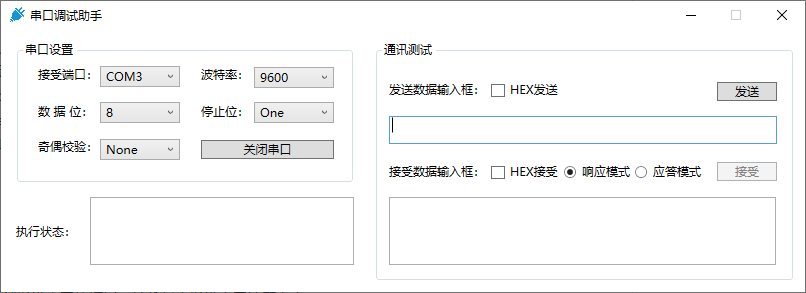 串口调试助手
串口设置
接受端口： COM3 波特率： 9600
数 据 位： 8 停止位： One
奇偶校验： None 关闭串口
执行状态：
通讯测试
发送数据输入框： HEX发送 发送
接受数据输入框： HEX接受 响应模式 应答模式 接受